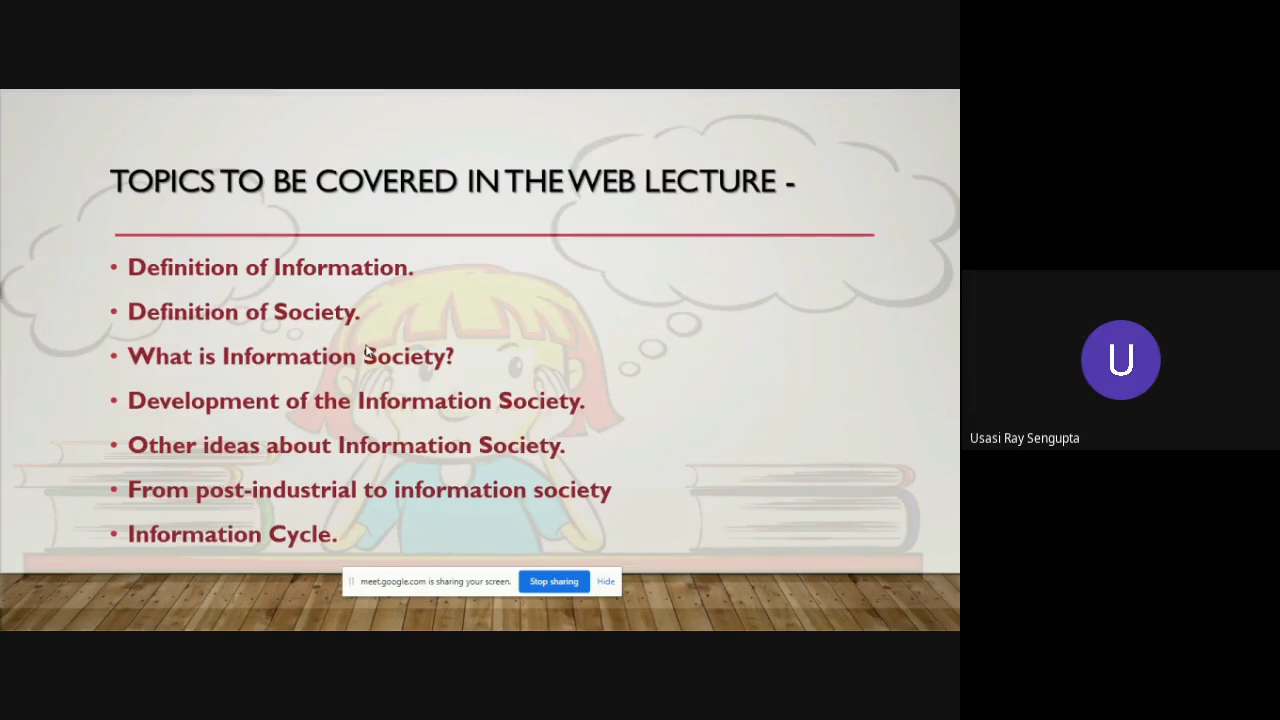 TOPICS TO BE COVERED IN THE WEB LECTURE -
• Definition of Information.
• Definition of Society.
• What is Information Society?
• Development of the Information Society.
• Other ideas about Information Society.
• From post-industrial to information society
• Information Cycle.
meet.google.com is sharing your screen. Stop sharing Hide
U
Usasi Ray Sengupta